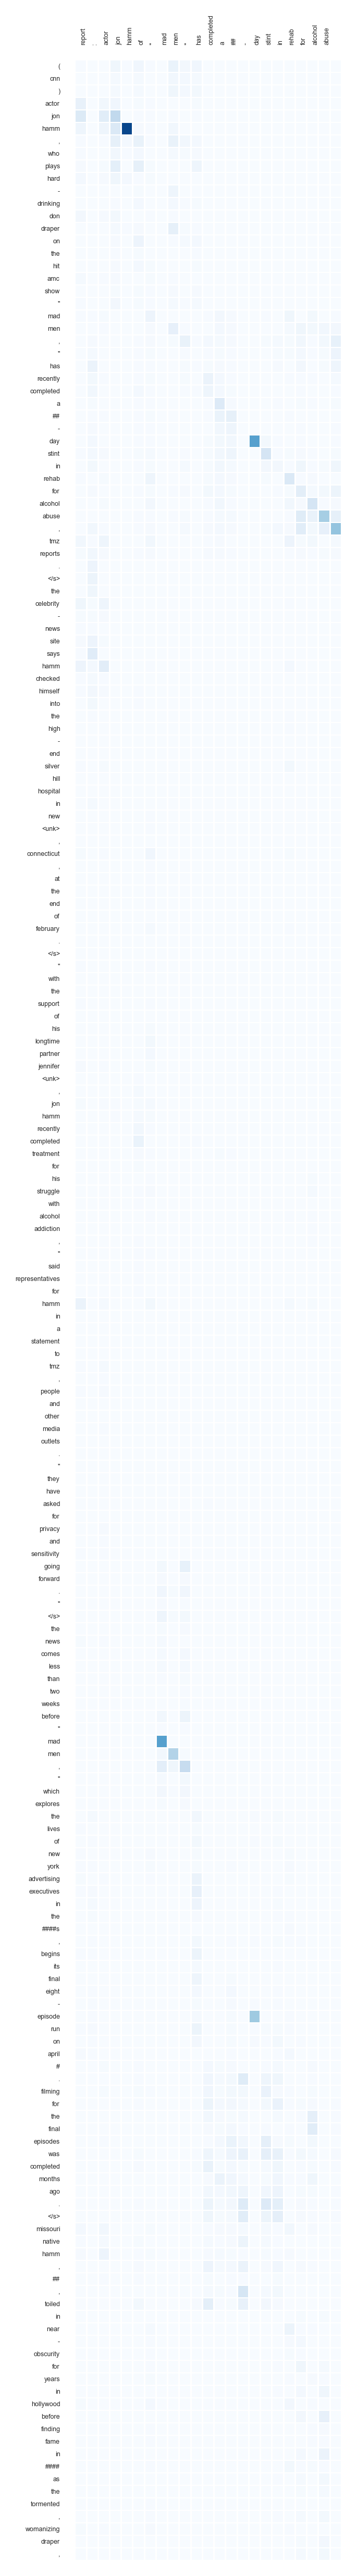 report
:
actor
jon
hamm
of
"
mad
men
"
has
completed
a
##
-
day
stint
in
rehab
for
alcohol
abuse
.
(
cnn
)
actor
jon
hamm
,
who
plays
hard
-
drinking
don
draper
on
the
hit
amc
show
"
mad
men
,
"
has
recently
completed
a
##
-
day
stint
in
rehab
for
alcohol
abuse
,
tmz
reports
.
</s>
the
celebrity
-
news
site
says
hamm
checked
himself
into
the
high
-
end
silver
hill
hospital
in
new
<unk>
,
connecticut
,
at
the
end
of
february
.
</s>
"
with
the
support
of
his
longtime
partner
jennifer
<unk>
,
jon
hamm
recently
completed
treatment
for
his
struggle
with
alcohol
addiction
,
"
said
representatives
for
hamm
in
a
statement
to
tmz
,
people
and
other
media
outlets
.
"
they
have
asked
for
privacy
and
sensitivity
going
forward
.
"
</s>
the
news
comes
less
than
two
weeks
before
"
mad
men
,
"
which
explores
the
lives
of
new
york
advertising
executives
in
the
####s
,
begins
its
final
eight
-
episode
run
on
april
#
.
filming
for
the
final
episodes
was
completed
months
ago
.
</s>
missouri
native
hamm
,
##
,
toiled
in
near
-
obscurity
for
years
in
hollywood
before
finding
fame
in
####
as
the
tormented
,
womanizing
draper
.